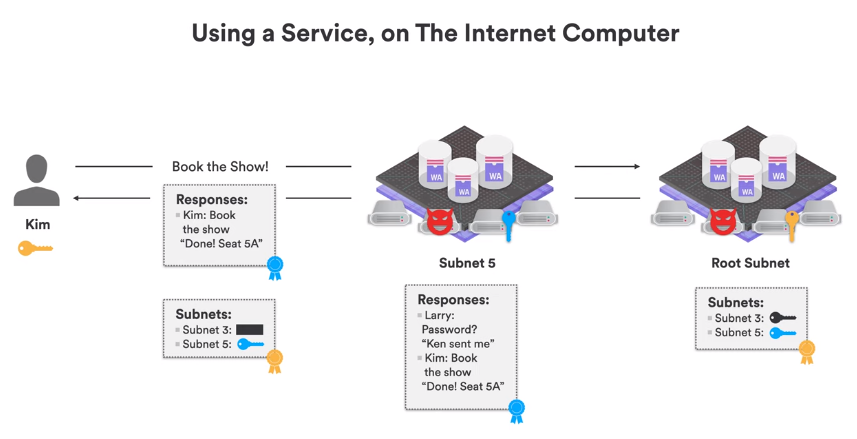 Using a Service, on The Internet Computer
Book the Show!
Kim
Responses:
Kim: Book
the show
"Done! Seat 5A"
Subnets:
Subnet 3:
Subnet 5:
WA
WA
WA
Subnet 5
Responses:
Larry:
Password?
"Ken sent me"
Kim: Book
the show
"Done! Seat 5A"
WA
WA
WA
Root Subnet
Subnets:
Subnet 3:
Subnet 5: